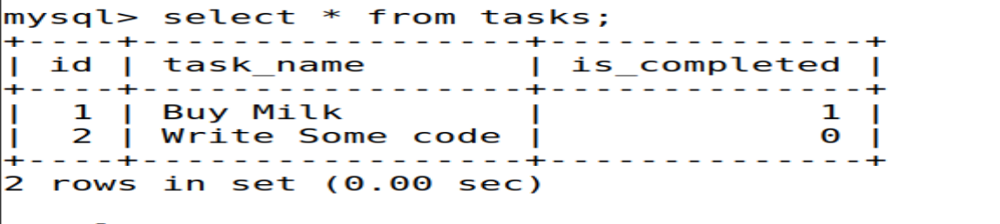 mysql> select * from tasks;
+----+-----------------+--------------+
| id | task_name       | is_completed |
+----+-----------------+--------------+
|  1 | Buy Milk        |            1 |
|  2 | Write Some code |            0 |
+----+-----------------+--------------+
2 rows in set (0.00 sec)